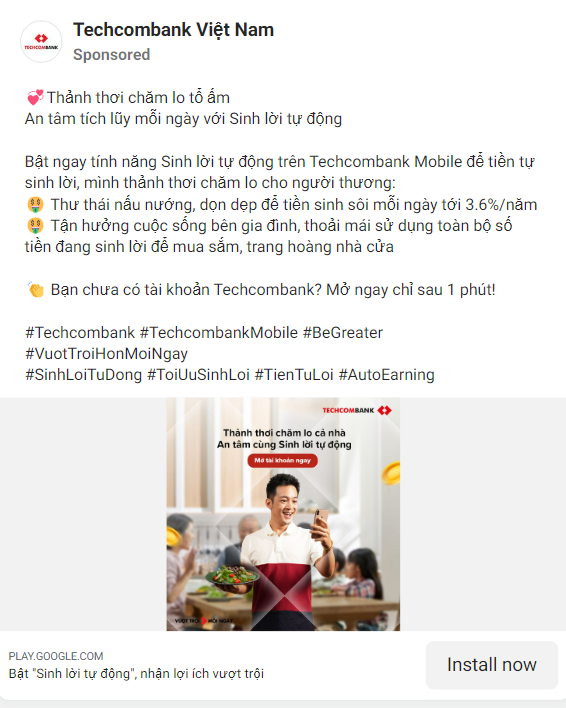 TECHCOMBANK
Techcombank Việt Nam
Sponsored
💞Thảnh thơi chăm lo tổ ấm
An tâm tích lũy mỗi ngày với Sinh lời tự động
Bật ngay tính năng Sinh lời tự động trên Techcombank Mobile để tiền tự
sinh lời, mình thảnh thơi chăm lo cho người thương:
🤑 Thư thái nấu nướng, dọn dẹp để tiền sinh sôi mỗi ngày tới 3.6%/năm
🤑 Tận hưởng cuộc sống bên gia đình, thoải mái sử dụng toàn bộ số
tiền đang sinh lời để mua sắm, trang hoàng nhà cửa
👏 Bạn chưa có tài khoản Techcombank? Mở ngay chỉ sau 1 phút!
#Techcombank #TechcombankMobile #BeGreater
#VuotTroiHonMoiNgay
#SinhLoiTuDong #ToiUuSinhLoi #TienTuLoi #AutoEarning
TECHCOMBANK
Thảnh thơi chăm lo cả nhà
An tâm cùng Sinh lời tự động
Mở tài khoản ngay
VƯỢT TRỘI MỖI NGÀY
PLAY.GOOGLE.COM
Bật "Sinh lời tự động", nhận lợi ích vượt trội
Install now